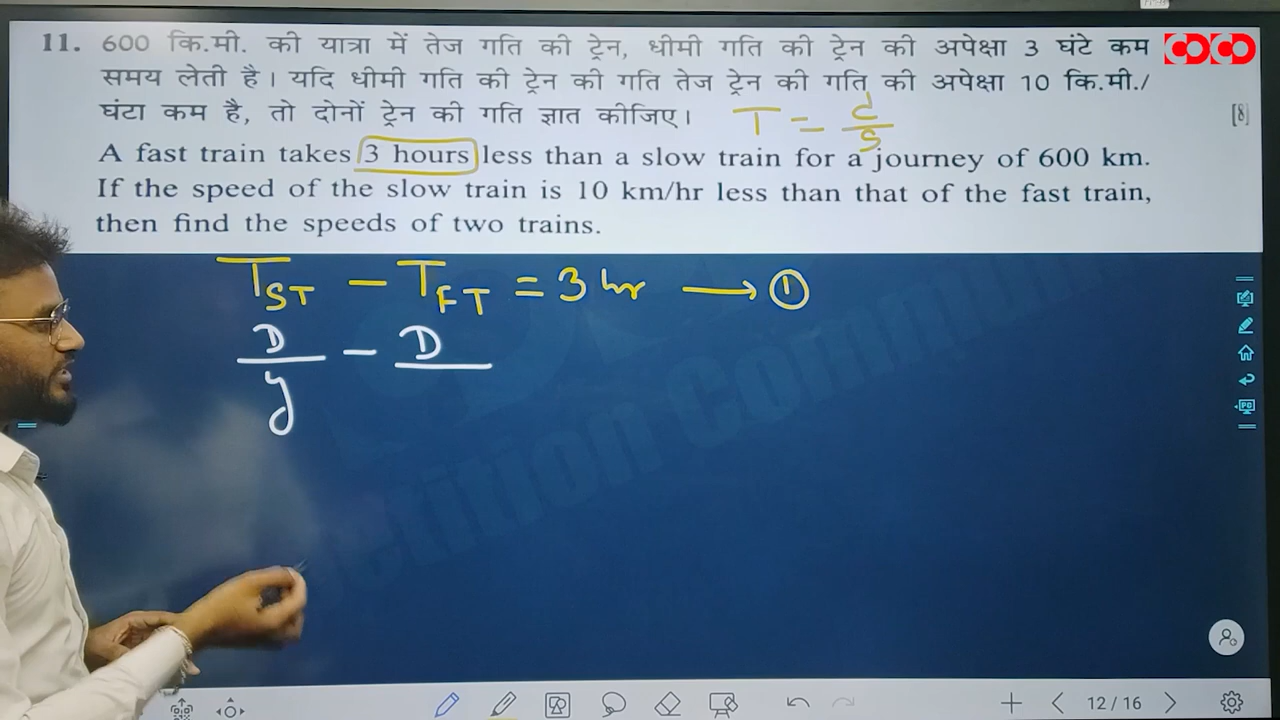 11. 600 कि.मी. की यात्रा में तेज गति की ट्रेन, धीमी गति की ट्रेन की अपेक्षा 3 घंटे कम
COCO
समय लेती है। यदि धीमी गति की ट्रेन की गति तेज ट्रेन की गति की अपेक्षा 10 कि.मी./
घंटा कम है, तो दोनों ट्रेन की गति ज्ञात कीजिए। T = d/s [8]
A fast train takes 3 hours less than a slow train for a journey of 600 km.
If the speed of the slow train is 10 km/hr less than that of the fast train,
then find the speeds of two trains.
T ST - T FT = 3 hr → ①
D/y - D
12 / 16